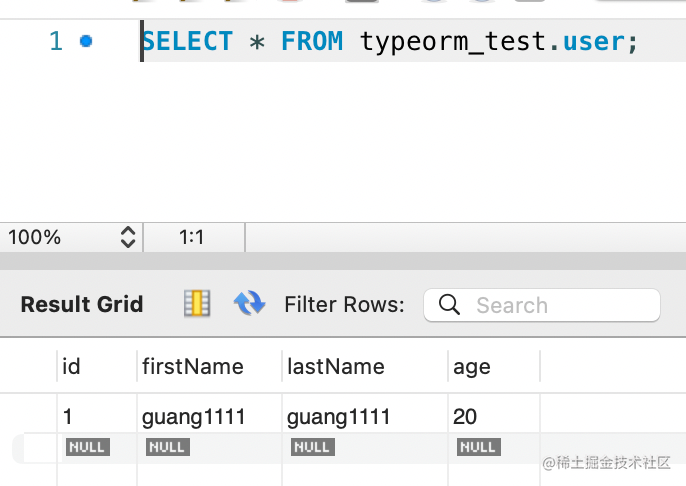 1 SELECT * FROM typeorm_test.user;
100% 1:1
Result Grid Filter Rows: Search
id firstName lastName age
1 guang1111 guang1111 20
NULL NULL NULL NULL
@稀土掘金技术社区